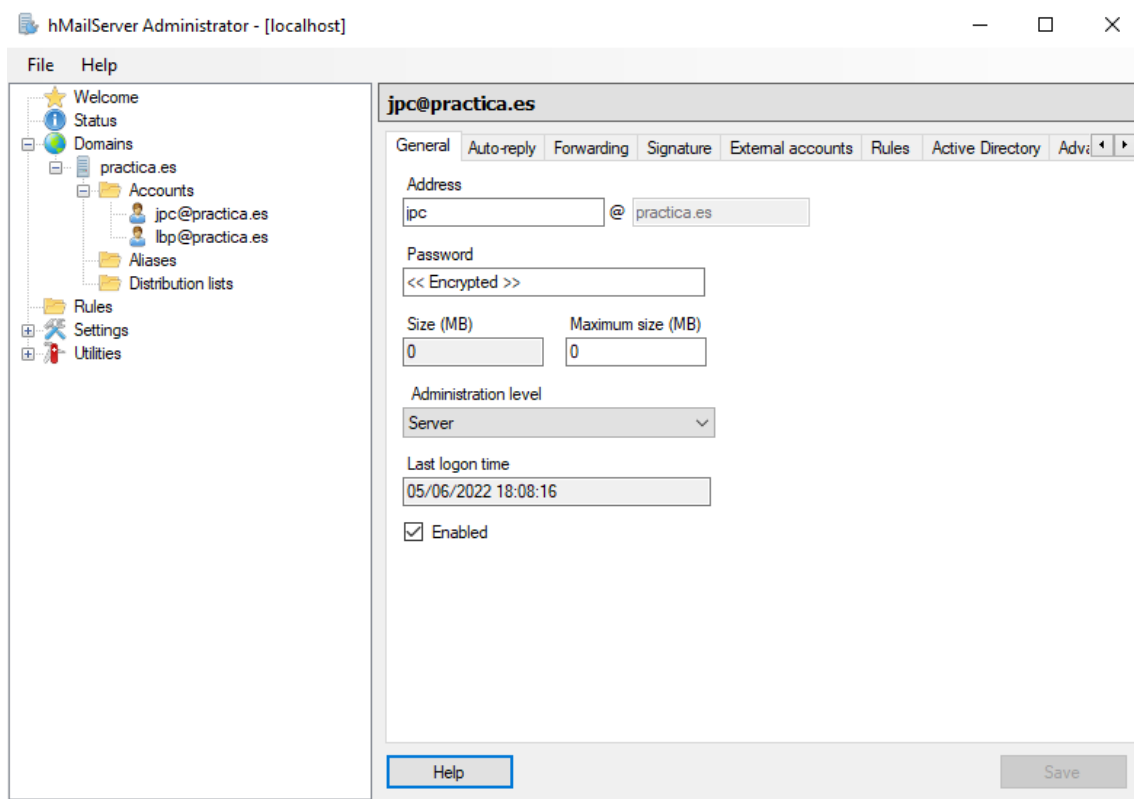 hMailServer Administrator - [localhost]
File Help
Welcome
Status
Domains
practica.es
Accounts
jpc@practica.es
lbp@practica.es
Aliases
Distribution lists
Rules
Settings
Utilities
jpc@practica.es
General Auto-reply Forwarding Signature External accounts Rules Active Directory Adva
Address
jpc @ practica.es
Password
<< Encrypted >>
Size (MB) Maximum size (MB)
0 0
Administration level
Server
Last logon time
05/06/2022 18:08:16
Enabled
Help Save